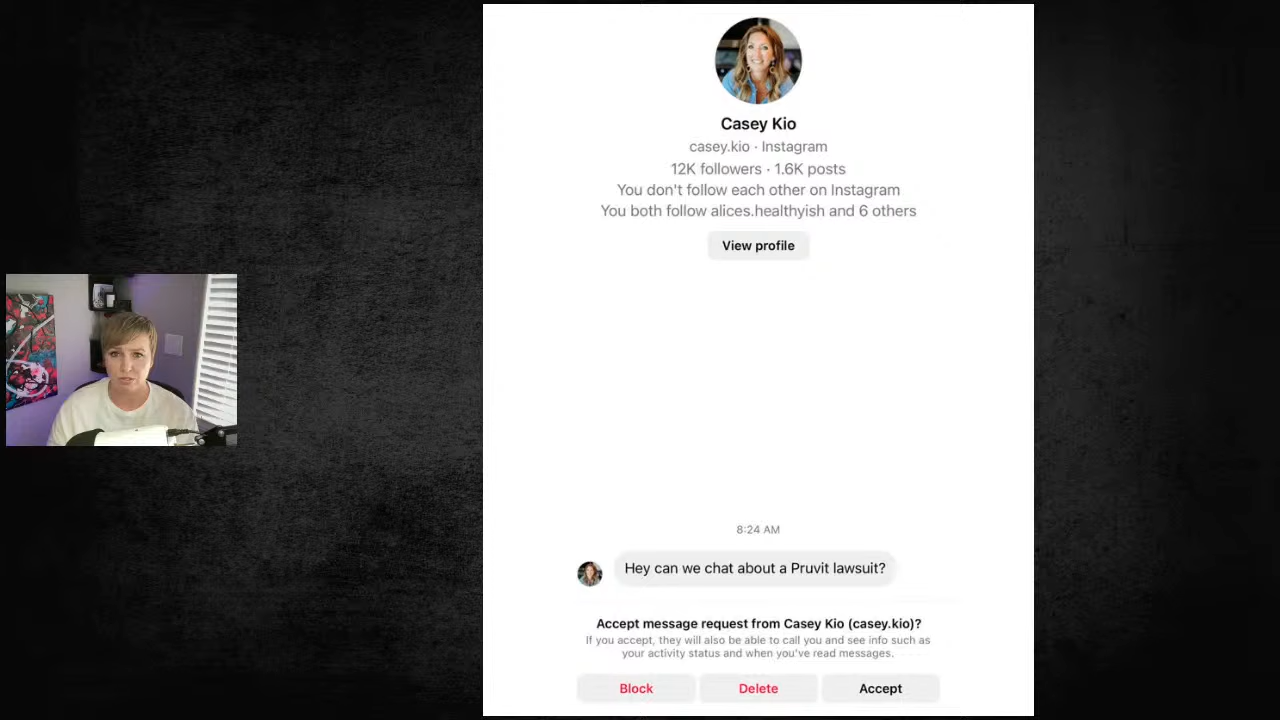 Casey Kio
casey.kio · Instagram
12K followers · 1.6K posts
You don't follow each other on Instagram
You both follow alices.healthyish and 6 others
View profile
8:24 AM
Hey can we chat about a Pruvit lawsuit?
Accept message request from Casey Kio (casey.kio)?
If you accept, they will also be able to call you and see info such as
your activity status and when you've read messages.
Block
Delete
Accept